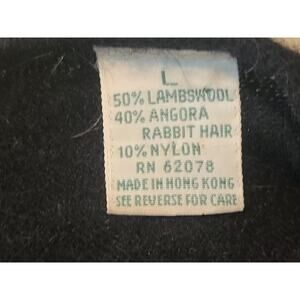 L
50% LAMBSWOOL
40% ANGORA
RABBIT HAIR
10% NYLON
RN 62078
MADE IN HONG KONG
SEE REVERSE FOR CARE